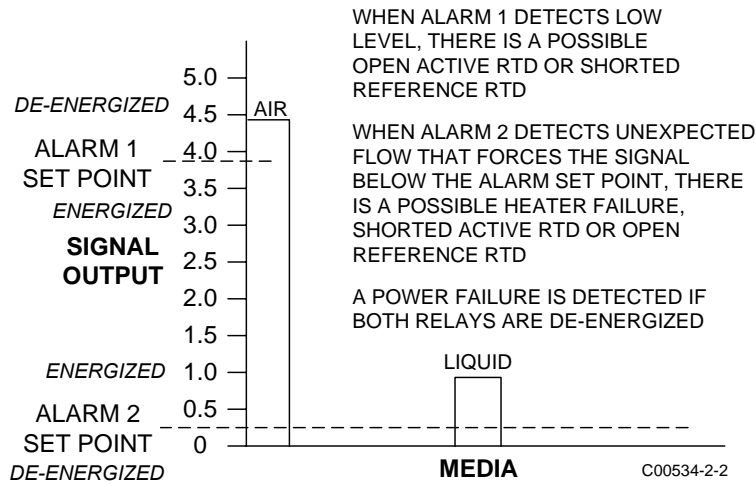 WHEN ALARM 1 DETECTS LOW
LEVEL, THERE IS A POSSIBLE
OPEN ACTIVE RTD OR SHORTED
REFERENCE RTD
WHEN ALARM 2 DETECTS UNEXPECTED
FLOW THAT FORCES THE SIGNAL
BELOW THE ALARM SET POINT, THERE
IS A POSSIBLE HEATER FAILURE,
SHORTED ACTIVE RTD OR OPEN
REFERENCE RTD
A POWER FAILURE IS DETECTED IF
BOTH RELAYS ARE DE-ENERGIZED
5.0
DE-ENERGIZED
4.5
AIR
ALARM 1
SET POINT
4.0
3.5
ENERGIZED
3.0
SIGNAL
OUTPUT
2.5
2.0
1.5
ENERGIZED
1.0
LIQUID
ALARM 2
SET POINT
0.5
0
DE-ENERGIZED
MEDIA
C00534-2-2